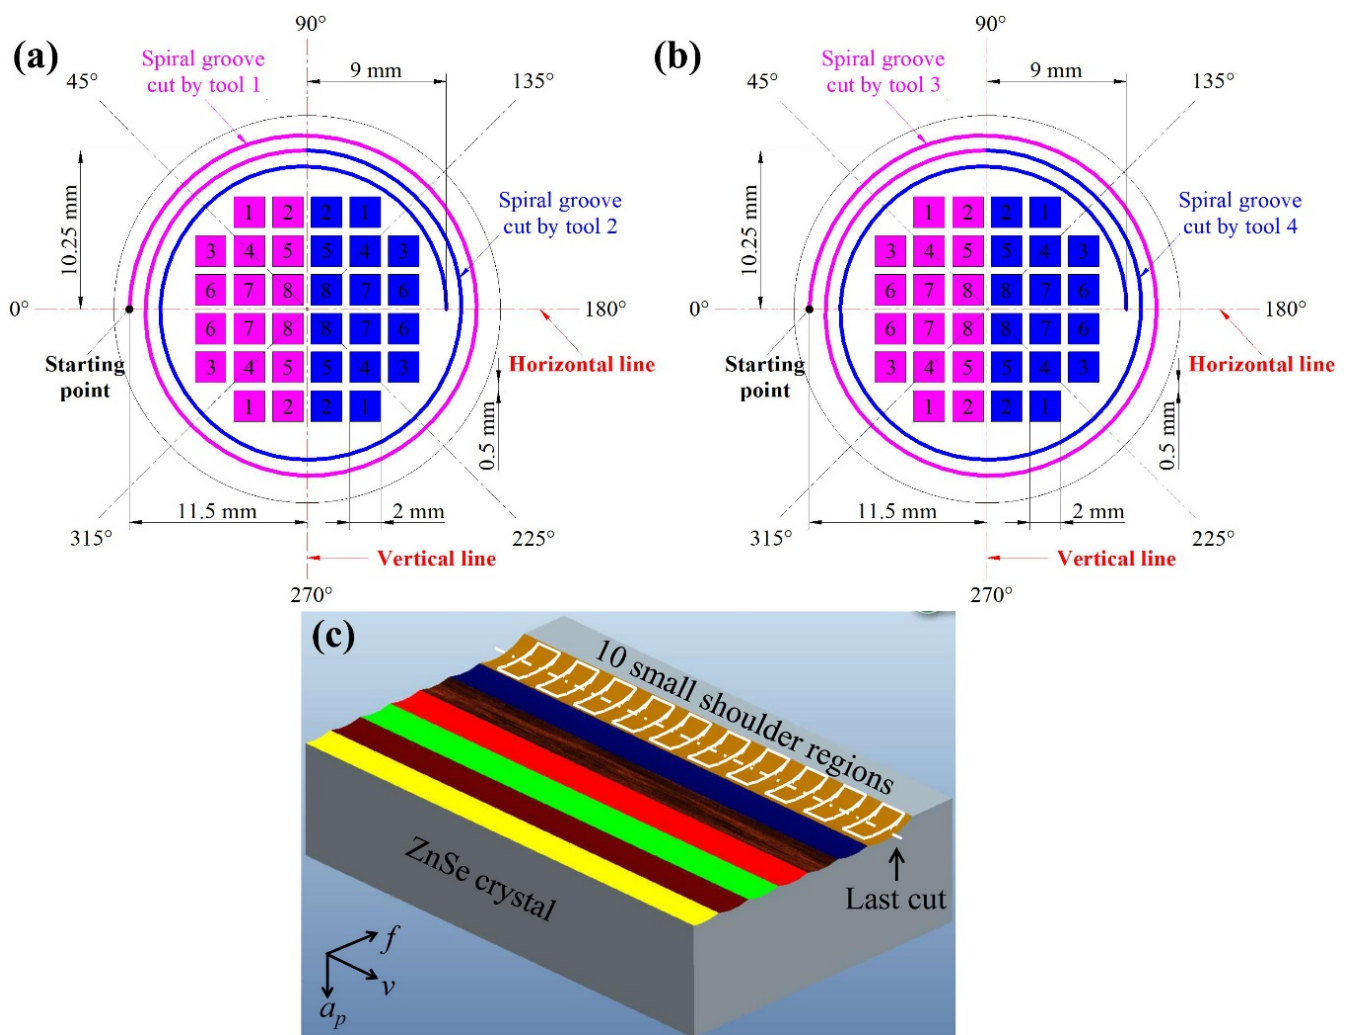 (a)
90°
Spiral groove
cut by tool 1
9 mm
45°
135°
10.25 mm
Spiral groove
cut by tool 2
1 2 2 1
3 4 5 5 4 3
6 7 8 8 7 6
0°
180°
Starting
point
6 7 8 8 7 6
Horizontal line
3 4 5 5 4 3
1 2 2 1
0.5 mm
11.5 mm
2 mm
315°
225°
Vertical line
270°
(b)
90°
Spiral groove
cut by tool 3
9 mm
45°
135°
10.25 mm
Spiral groove
cut by tool 4
1 2 2 1
3 4 5 5 4 3
6 7 8 8 7 6
0°
180°
Starting
point
6 7 8 8 7 6
Horizontal line
3 4 5 5 4 3
1 2 2 1
0.5 mm
11.5 mm
2 mm
315°
225°
Vertical line
270°
(c)
10 small shoulder regions
ZnSe crystal
Last cut
f
v
ap